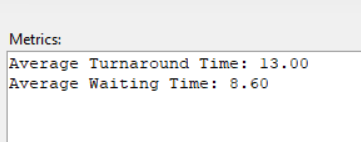 Metrics:
Average Turnaround Time: 13.00
Average Waiting Time: 8.60